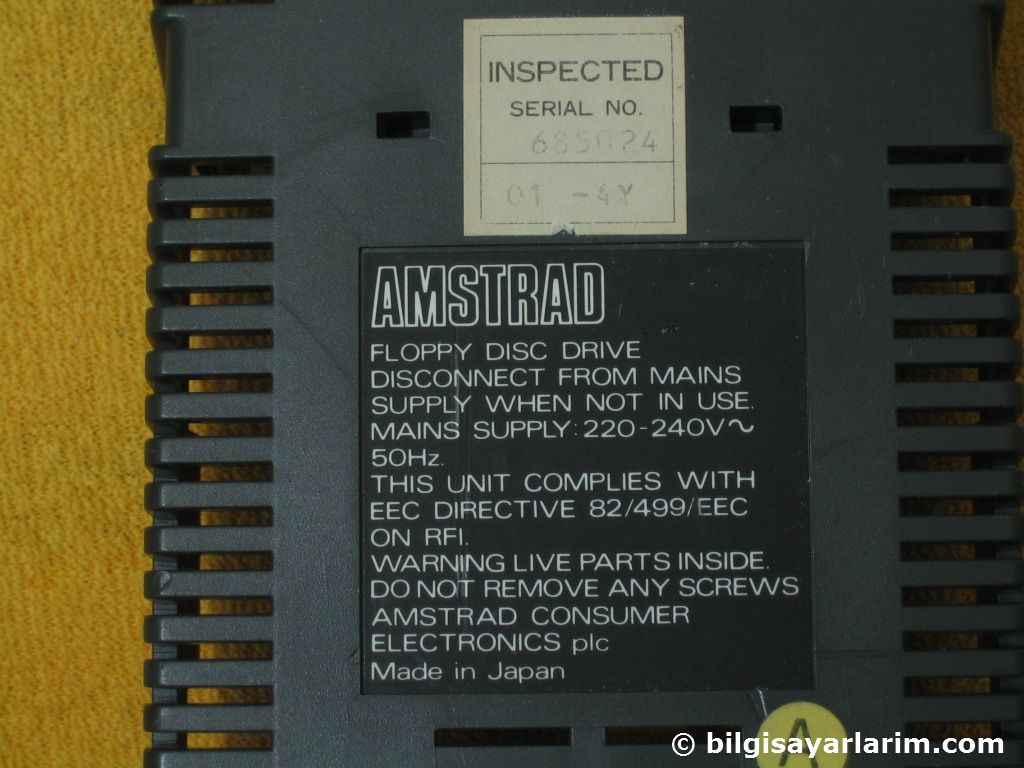 INSPECTED
SERIAL NO.
685024
01 -4Y
AMSTRAD
FLOPPY DISC DRIVE
DISCONNECT FROM MAINS
SUPPLY WHEN NOT IN USE.
MAINS SUPPLY: 220-240V~
50Hz.
THIS UNIT COMPLIES WITH
EEC DIRECTIVE 82/499/EEC
ON RFI.
WARNING LIVE PARTS INSIDE.
DO NOT REMOVE ANY SCREWS
AMSTRAD CONSUMER
ELECTRONICS plc
Made in Japan
A
© bilgisayarlarim.com